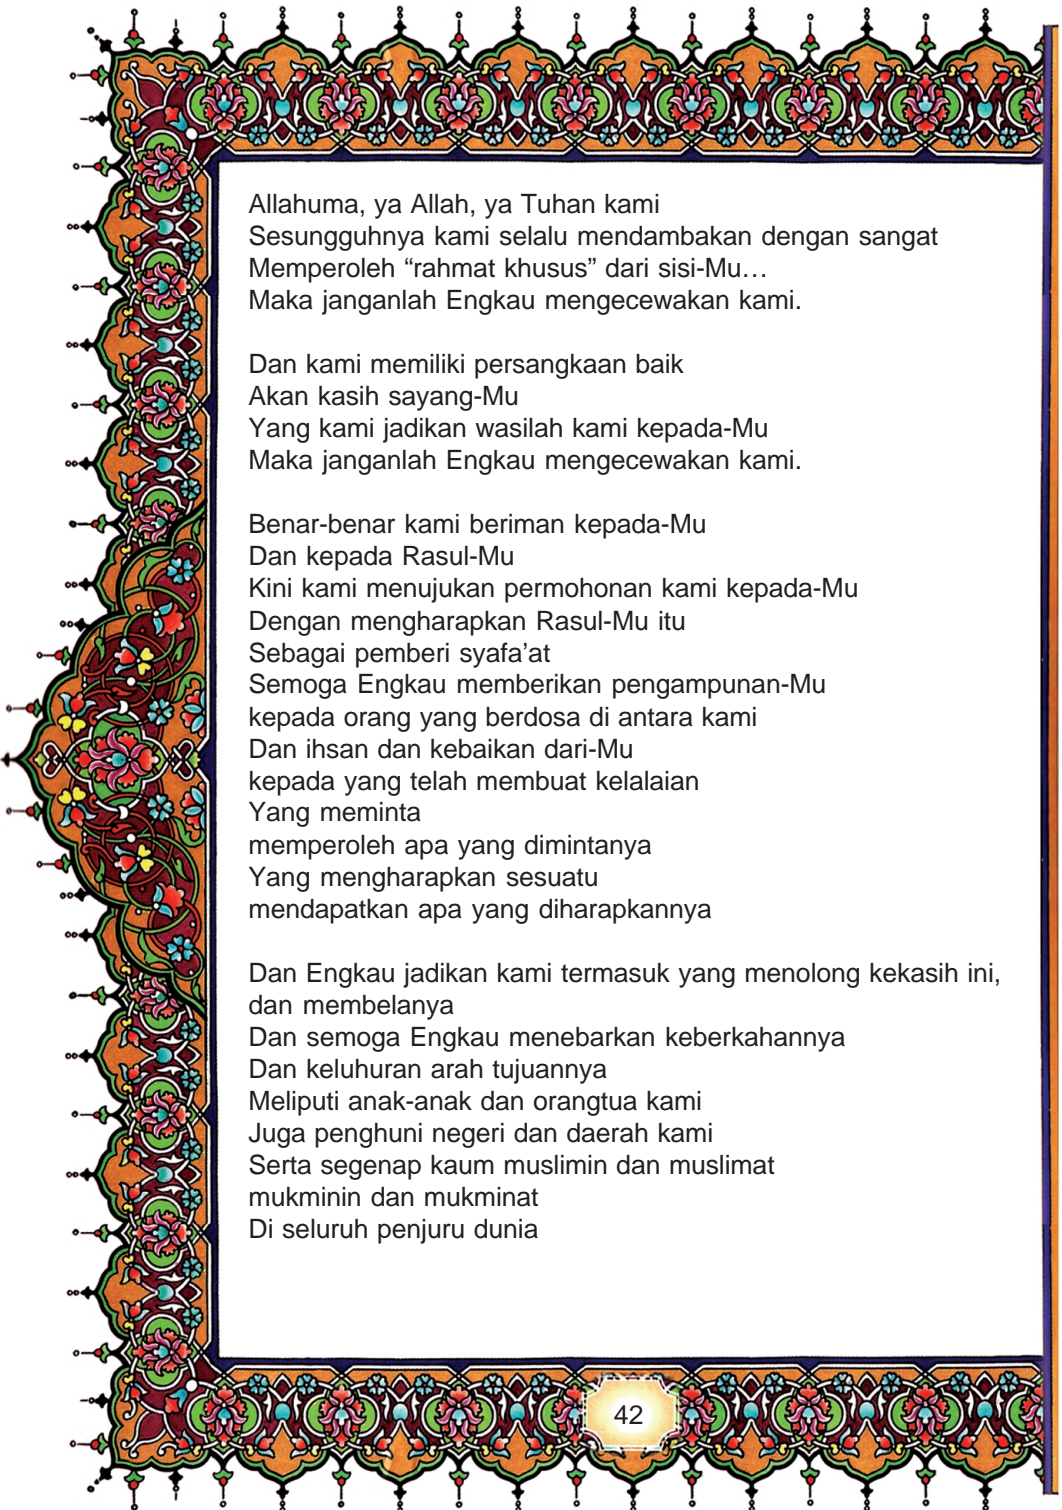 Allahuma, ya Allah, ya Tuhan kami
Sesungguhnya kami selalu mendambakan dengan sangat
Memperoleh “rahmat khusus” dari sisi-Mu…
Maka janganlah Engkau mengecewakan kami.
Dan kami memiliki persangkaan baik
Akan kasih sayang-Mu
Yang kami jadikan wasilah kami kepada-Mu
Maka janganlah Engkau mengecewakan kami.
Benar-benar kami beriman kepada-Mu
Dan kepada Rasul-Mu
Kini kami menujukan permohonan kami kepada-Mu
Dengan mengharapkan Rasul-Mu itu
Sebagai pemberi syafa’at
Semoga Engkau memberikan pengampunan-Mu
kepada orang yang berdosa di antara kami
Dan ihsan dan kebaikan dari-Mu
kepada yang telah membuat kelalaian
Yang meminta
memperoleh apa yang dimintanya
Yang mengharapkan sesuatu
mendapatkan apa yang diharapkannya
Dan Engkau jadikan kami termasuk yang menolong kekasih ini,
dan membelanya
Dan semoga Engkau menebarkan keberkahannya
Dan keluhuran arah tujuannya
Meliputi anak-anak dan orangtua kami
Juga penghuni negeri dan daerah kami
Serta segenap kaum muslimin dan muslimat
mukminin dan mukminat
Di seluruh penjuru dunia
42